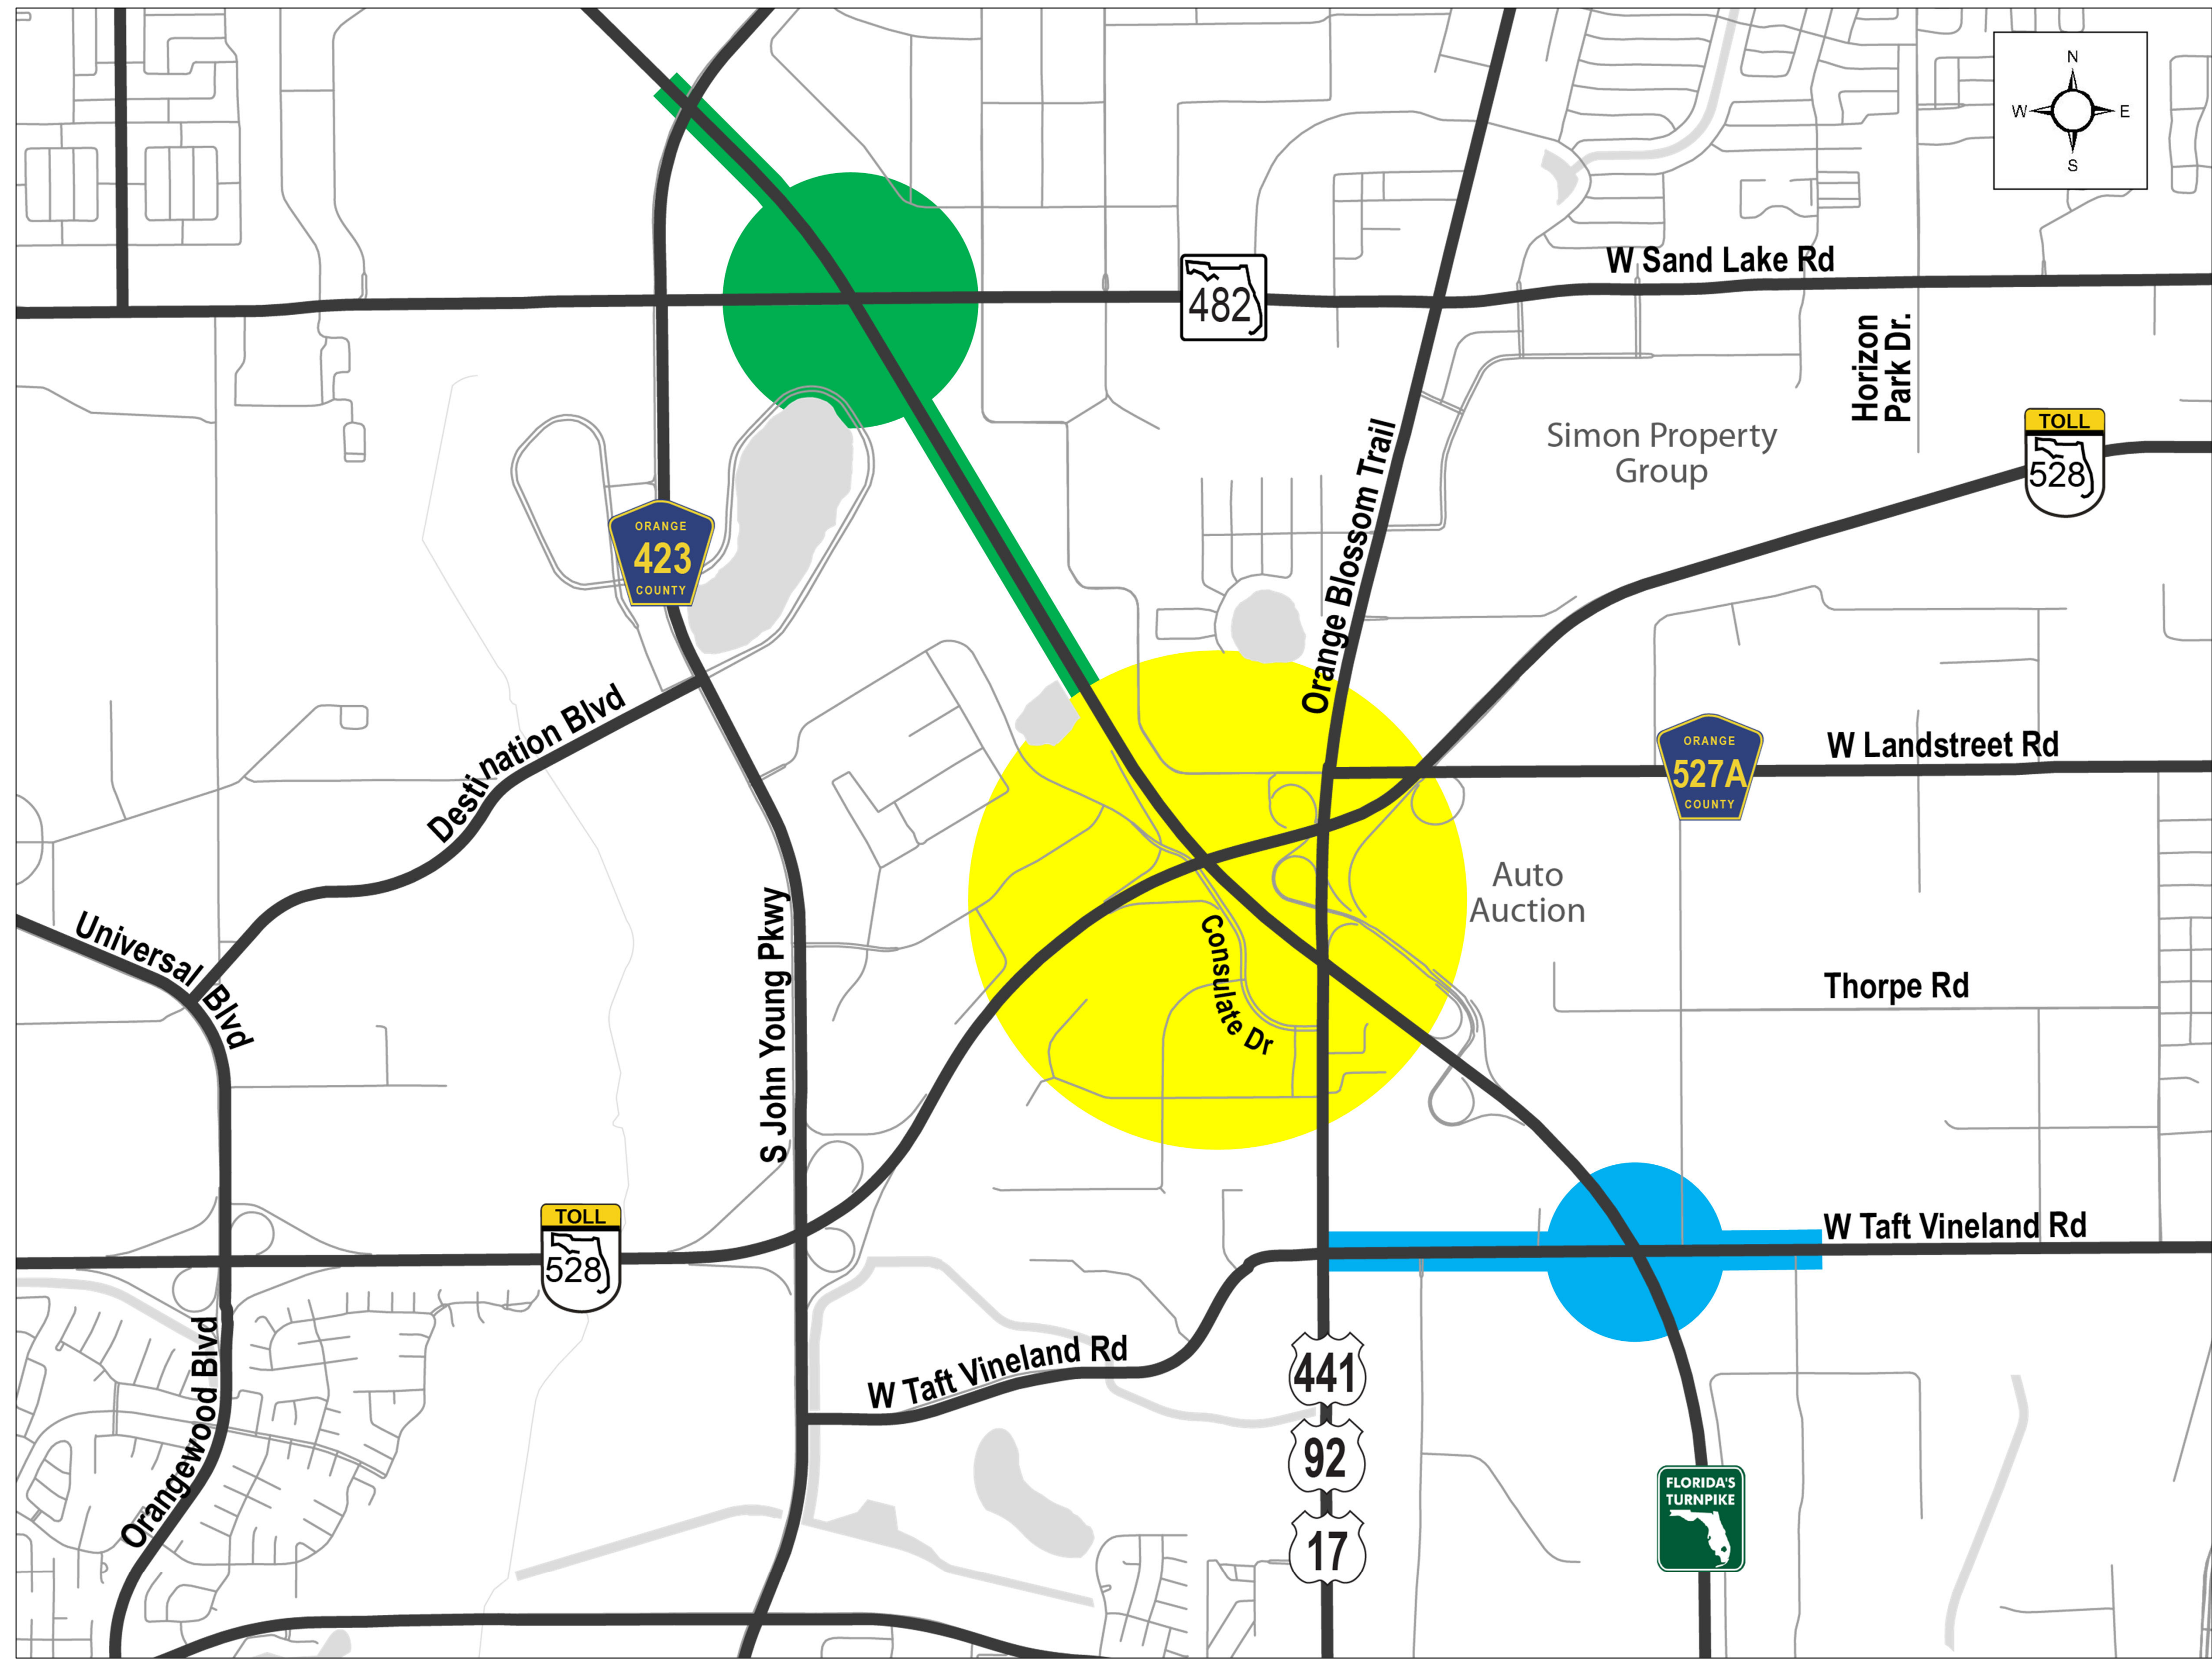 N
W E
S
W Sand Lake Rd
482
Horizon
Park Dr.
TOLL
528
Simon Property
Group
Orange Blossom Trail
ORANGE
423
COUNTY
Destination Blvd
ORANGE
527A
COUNTY
W Landstreet Rd
Auto
Auction
Universal Blvd
S John Young Pkwy
Consulate Dr
Thorpe Rd
TOLL
528
W Taft Vineland Rd
Orangewood Blvd
W Taft Vineland Rd
441
92
17
FLORIDA'S
TURNPIKE